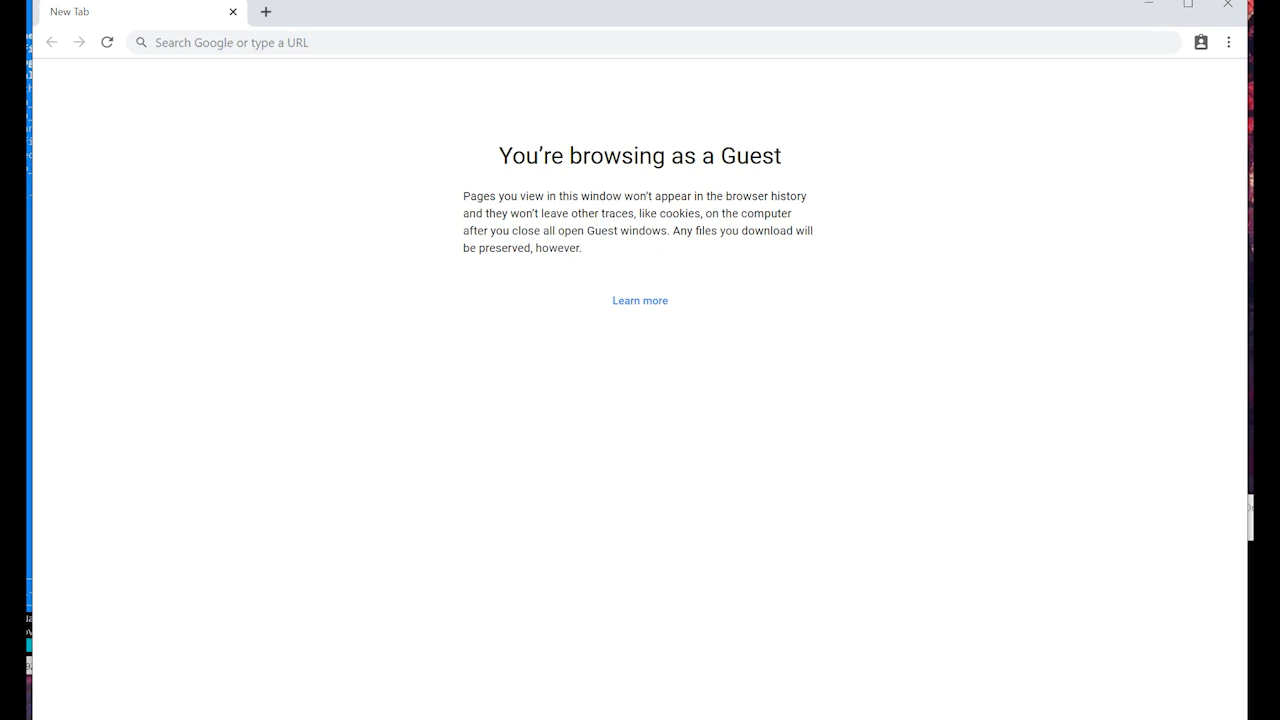 New Tab
Search Google or type a URL
You’re browsing as a Guest
Pages you view in this window won’t appear in the browser history
and they won’t leave other traces, like cookies, on the computer
after you close all open Guest windows. Any files you download will
be preserved, however.
Learn more